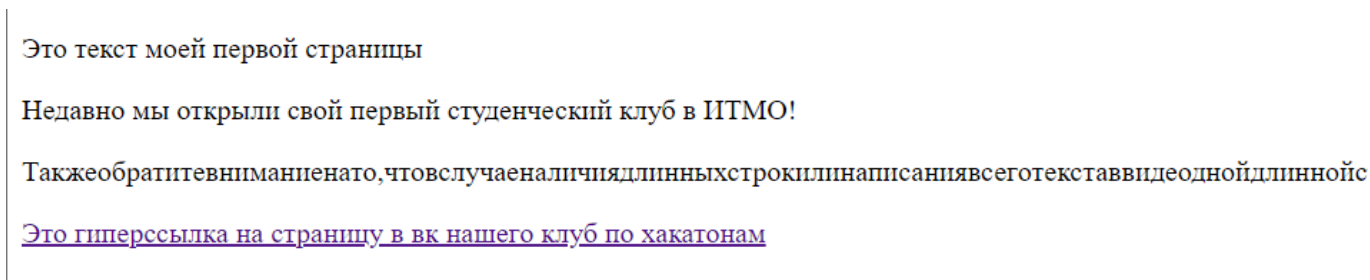 Это текст моей первой страницы
Недавно мы открыли свой первый студенческий клуб в ИТМО!
Такжеобратитевниманиенато,чтовслучаеналичиядлинныхстрокилинаписаниявсеготекставвидеоднойдлиннойс
Это гиперссылка на страницу в вк нашего клуб по хакатонам